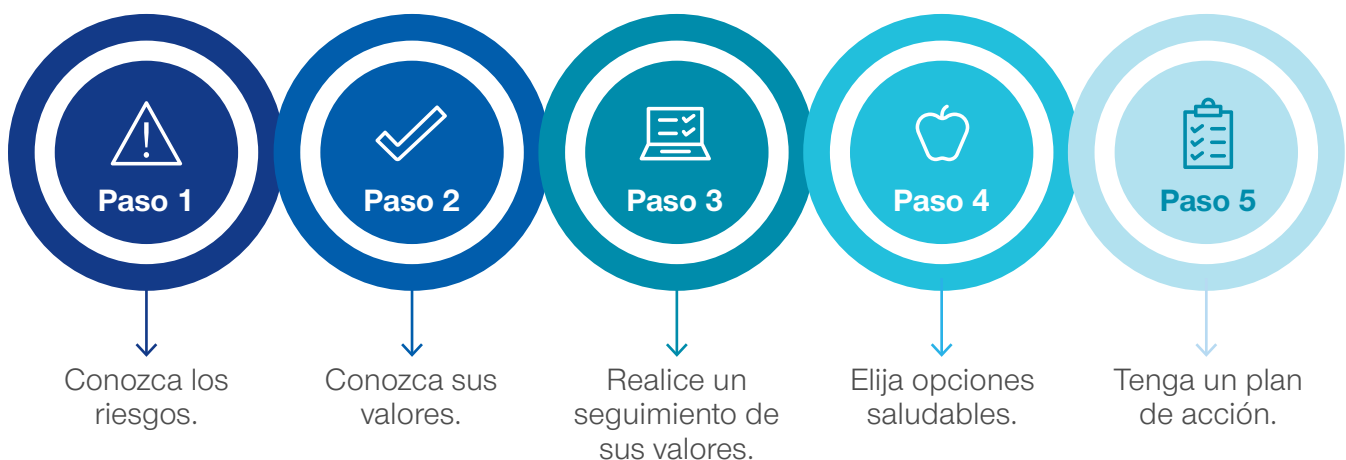 Paso 1
Paso 2
Paso 3
Paso 4
Paso 5
Conozca los
riesgos.
Conozca sus
valores.
Realice un
seguimiento de
sus valores.
Elija opciones
saludables.
Tenga un plan
de acción.